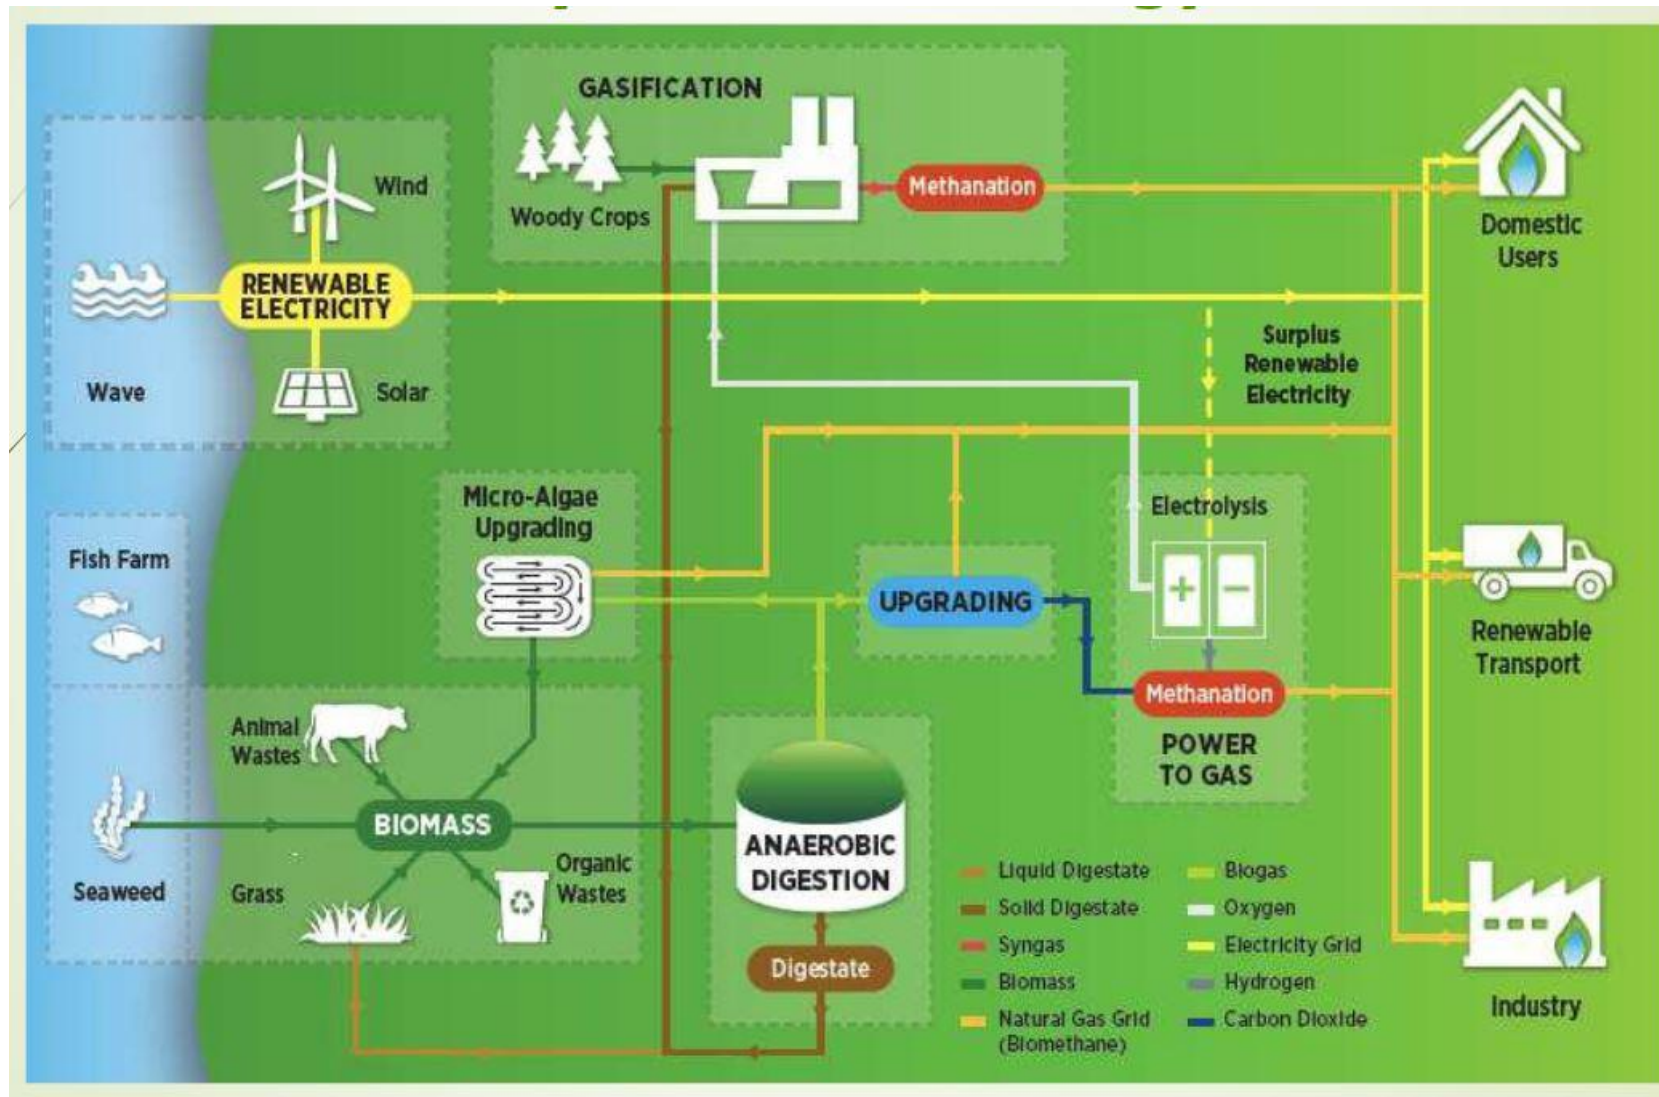 GASIFICATION
Woody Crops
Methanation
Wind
RENEWABLE
ELECTRICITY
Wave
Solar
Domestic
Users
Surplus
Renewable
Electricity
Micro-Algae
Upgrading
Electrolysis
Fish Farm
UPGRADING
Renewable
Transport
Methanation
POWER
TO GAS
Animal
Wastes
BIOMASS
Seaweed
Grass
Organic
Wastes
ANAEROBIC
DIGESTION
Digestate
Liquid Digestate
Solid Digestate
Syngas
Biomass
Natural Gas Grid
(Biomethane)
Biogas
Oxygen
Electricity Grid
Hydrogen
Carbon Dioxide
Industry